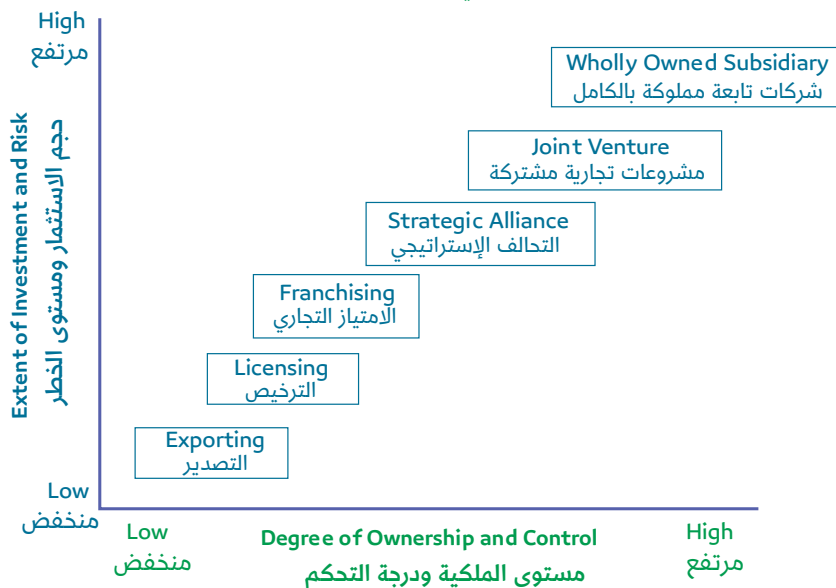 High
مرتفع
Wholly Owned Subsidiary
شركات تابعة مملوكة بالكامل
Joint Venture
مشروعات تجارية مشتركة
Strategic Alliance
التحالف الإستراتيجي
Franchising
الامتياز التجاري
Licensing
الترخيص
Exporting
التصدير
Extent of Investment and Risk
حجم الاستثمار ومستوى الخطر
Low
منخفض
Low
منخفض
Degree of Ownership and Control
مستوى الملكية ودرجة التحكم
High
مرتفع